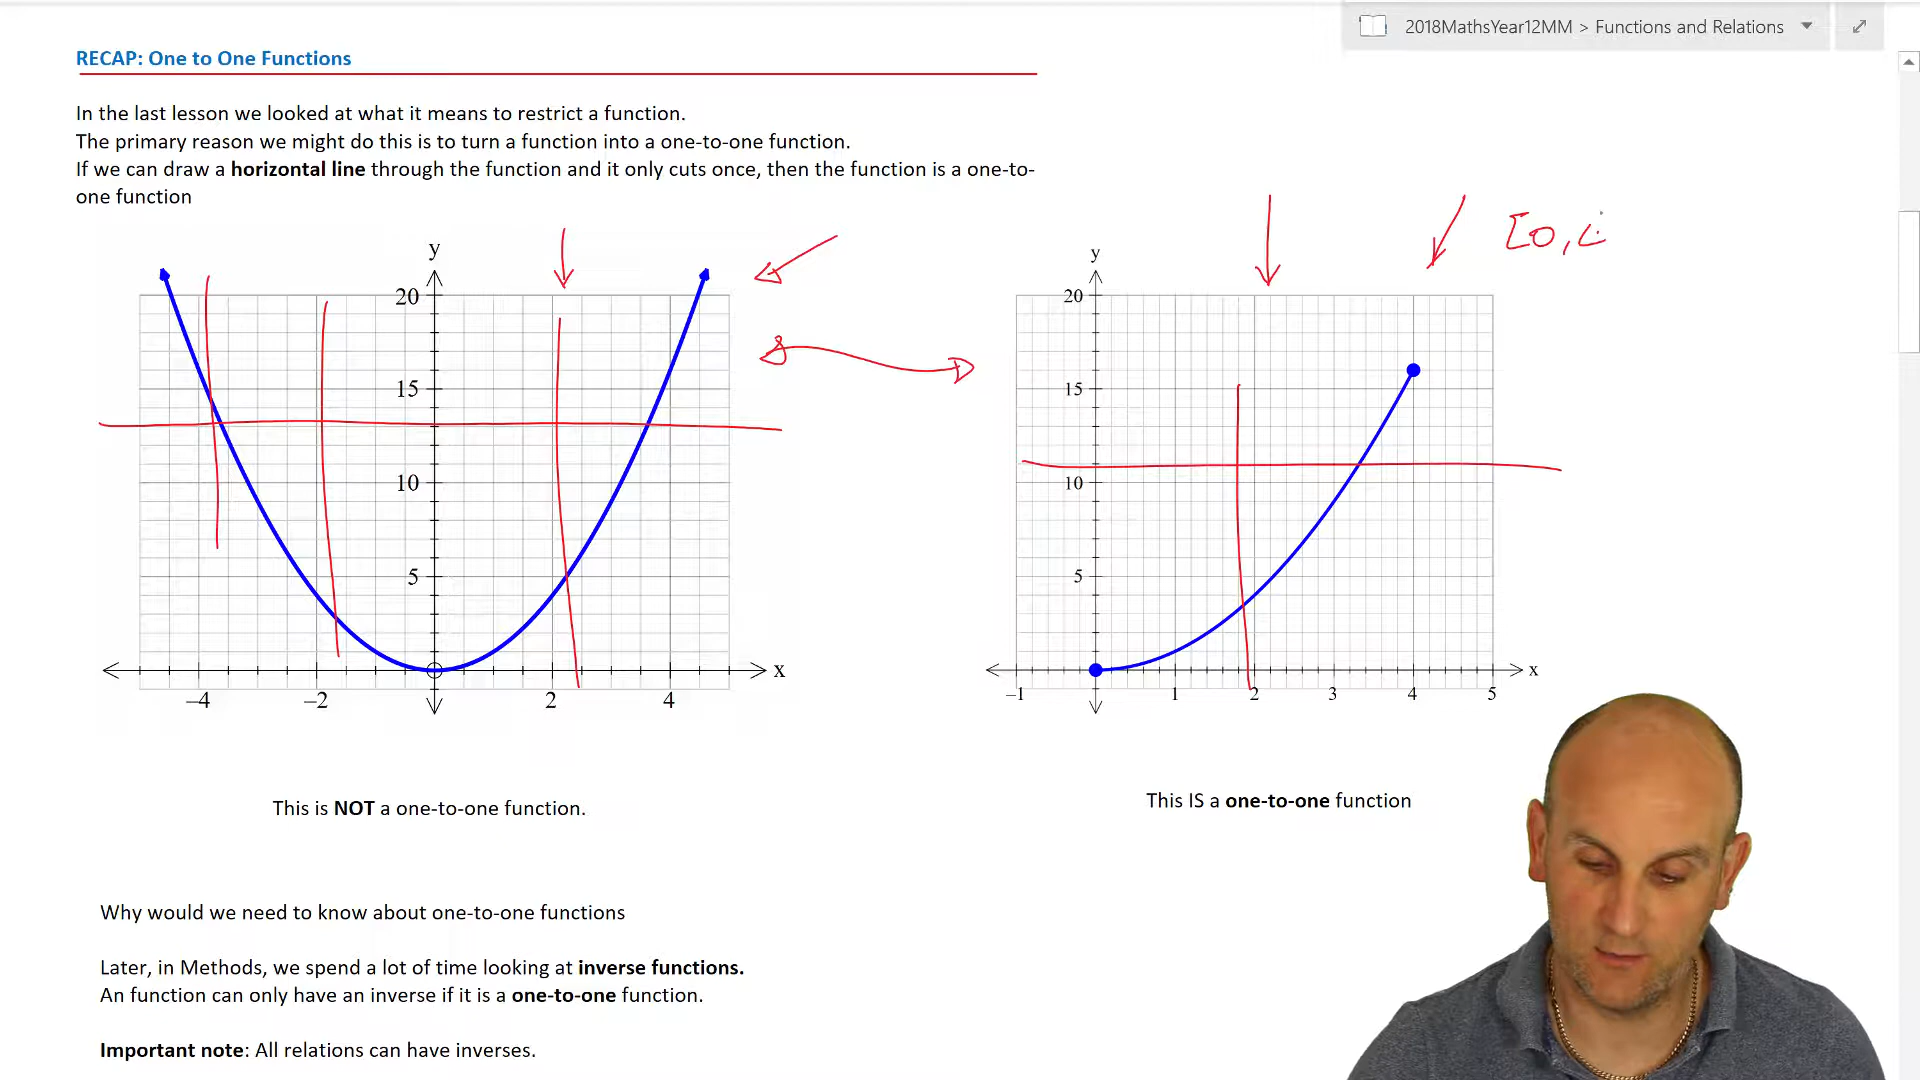 2018MathsYear12MM > Functions and Relations
RECAP: One to One Functions
In the last lesson we looked at what it means to restrict a function.
The primary reason we might do this is to turn a function into a one-to-one function.
If we can draw a horizontal line through the function and it only cuts once, then the function is a one-to-
one function
y
20
15
10
5
-4
-2
2
4
x
y
20
15
10
5
-1
1
2
3
4
5
x
[0,
This is NOT a one-to-one function.
This IS a one-to-one function
Why would we need to know about one-to-one functions
Later, in Methods, we spend a lot of time looking at inverse functions.
An function can only have an inverse if it is a one-to-one function.
Important note: All relations can have inverses.